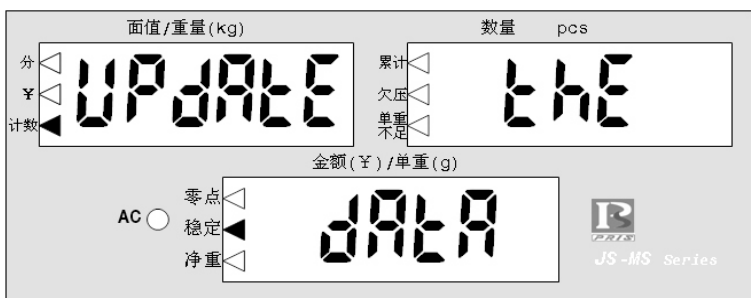 面值/重量(kg)
数量 pcs
分
¥
计数
UPdAtE
累计
欠压
单重
不足
thE
金额(¥)/单重(g)
AC
零点
稳定
净重
dAtA
PRIS
JS-MS Series